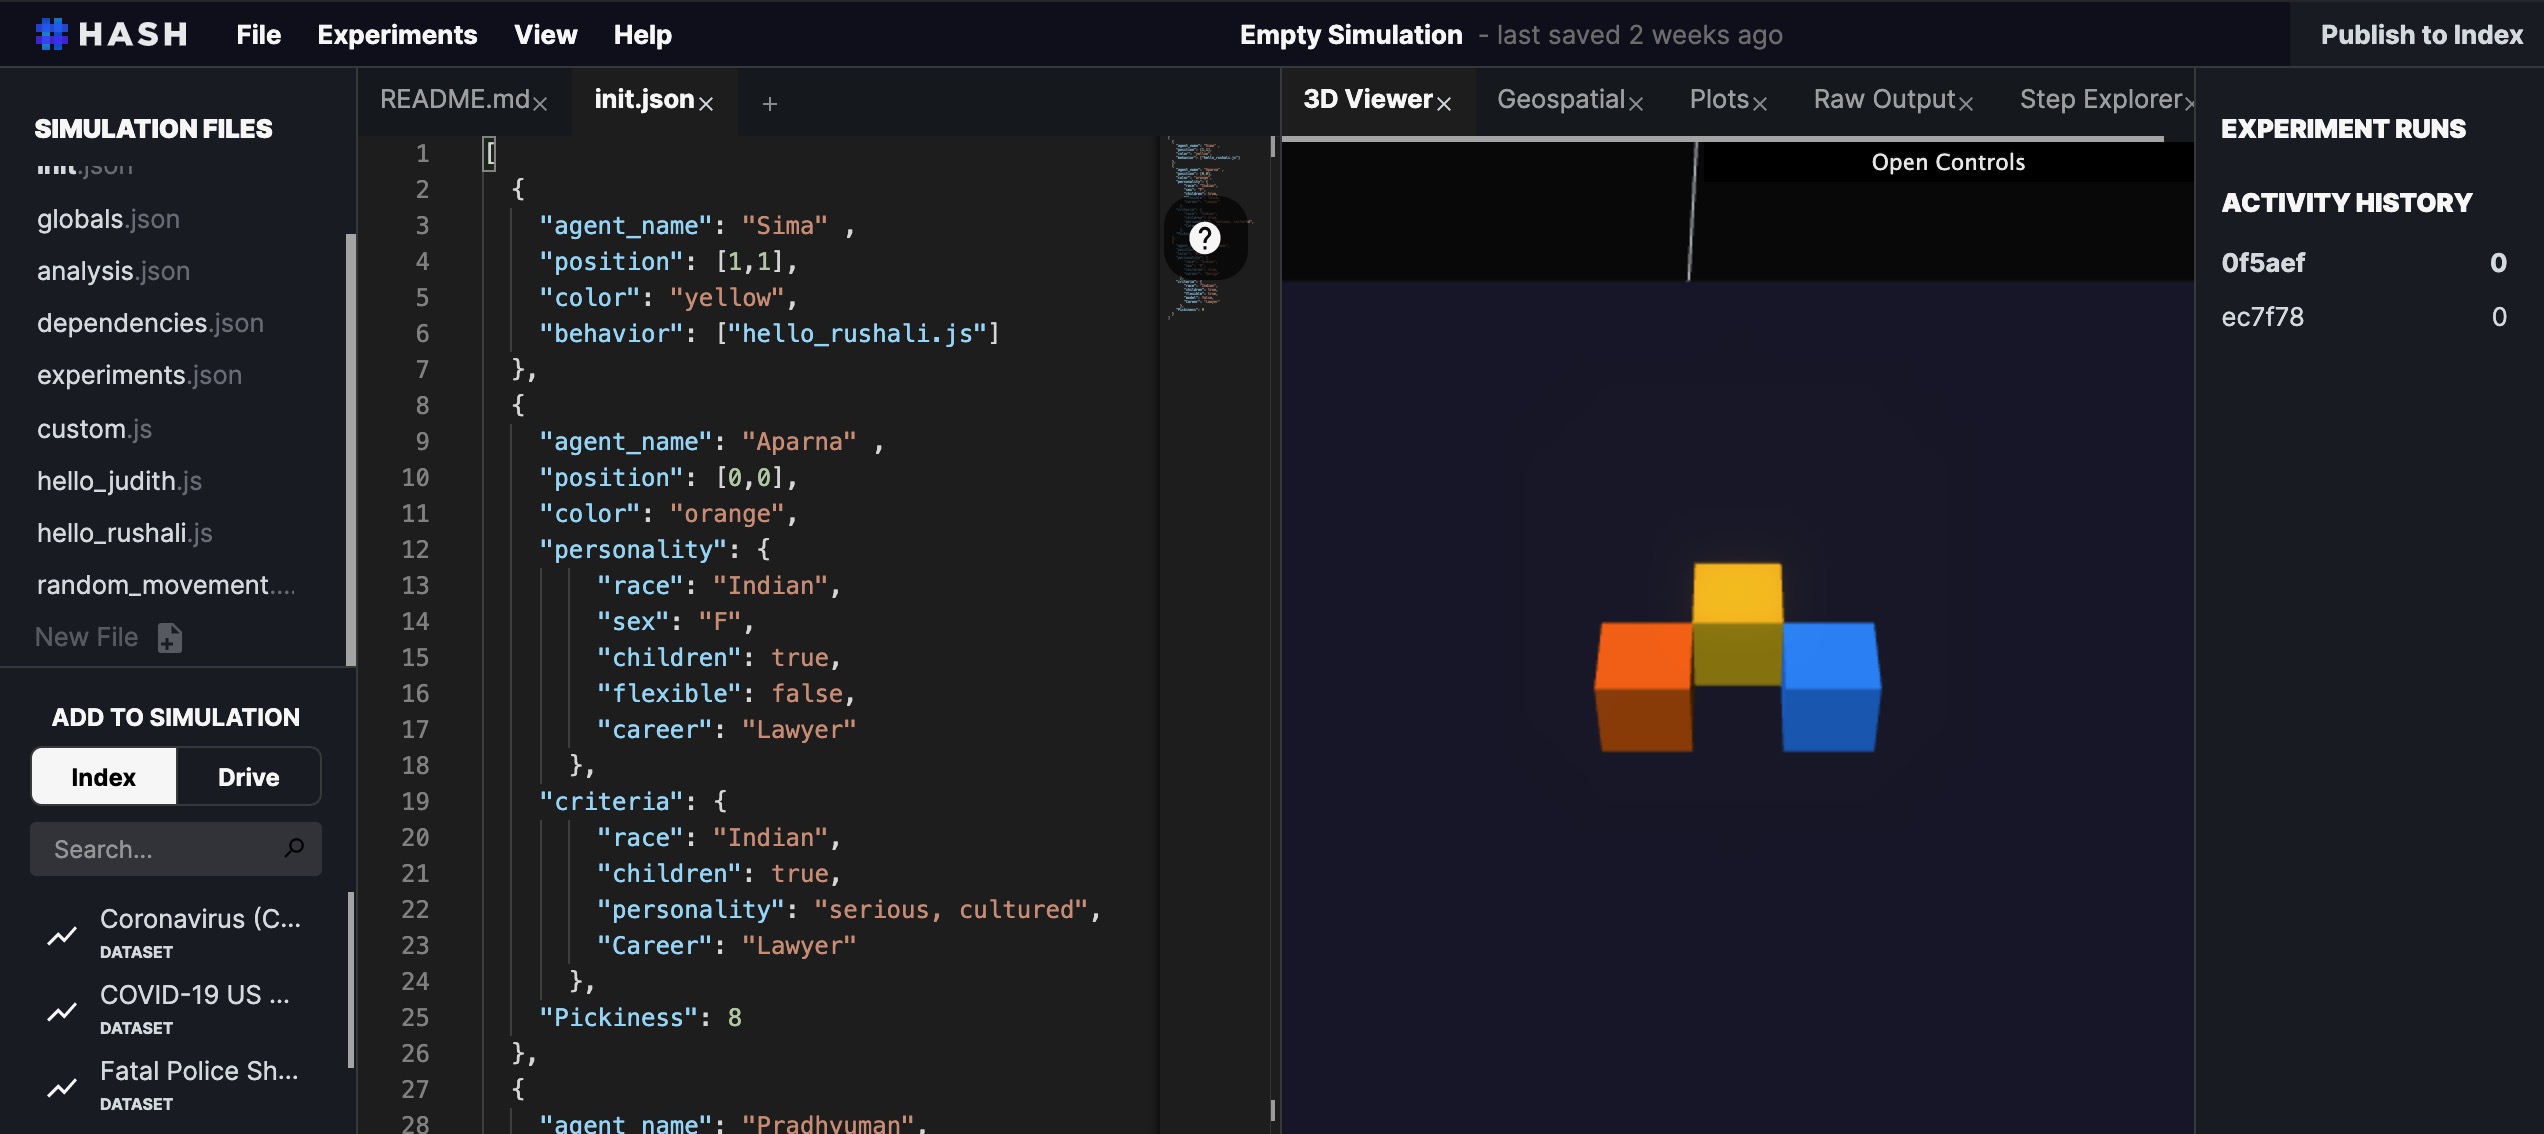 HASH File Experiments View Help Empty Simulation - last saved 2 weeks ago Publish to Index
SIMULATION FILES
init.json
globals.json
analysis.json
dependencies.json
experiments.json
custom.js
hello_judith.js
hello_rushali.js
random_movement....
New File
ADD TO SIMULATION
Index Drive
Search...
Coronavirus (C...
DATASET
COVID-19 US ...
DATASET
Fatal Police Sh...
DATASET
README.md× init.json× +
1 [
2 {
3 "agent_name": "Sima" ,
4 "position": [1,1],
5 "color": "yellow",
6 "behavior": ["hello_rushali.js"]
7 },
8 {
9 "agent_name": "Aparna" ,
10 "position": [0,0],
11 "color": "orange",
12 "personality": {
13 "race": "Indian",
14 "sex": "F",
15 "children": true,
16 "flexible": false,
17 "career": "Lawyer"
18 },
19 "criteria": {
20 "race": "Indian",
21 "children": true,
22 "personality": "serious, cultured",
23 "Career": "Lawyer"
24 },
25 "Pickiness": 8
26 },
27 {
28 "agent_name": "Pradhyuman",
?
3D Viewer× Geospatial× Plots× Raw Output× Step Explorer×
Open Controls
EXPERIMENT RUNS
ACTIVITY HISTORY
0f5aef 0
ec7f78 0